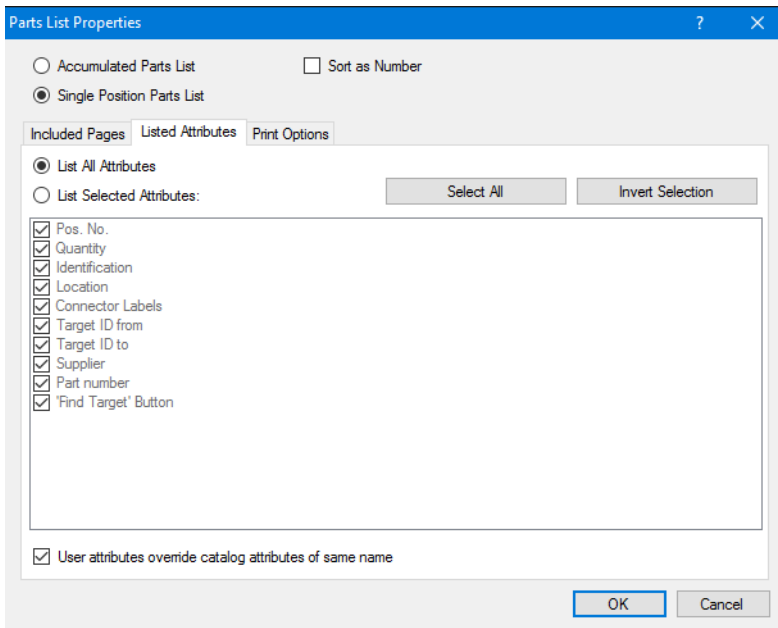 Parts List Properties
?
Accumulated Parts List
Sort as Number
Single Position Parts List
Included Pages
Listed Attributes
Print Options
List All Attributes
List Selected Attributes:
Select All
Invert Selection
Pos. No.
Quantity
Identification
Location
Connector Labels
Target ID from
Target ID to
Supplier
Part number
'Find Target' Button
User attributes override catalog attributes of same name
OK
Cancel